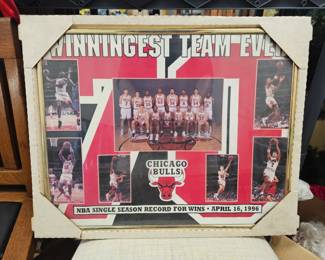 WINNINGEST TEAM EVER
CHICAGO
BULLS
NBA SINGLE SEASON RECORD FOR WINS • APRIL 16, 1996